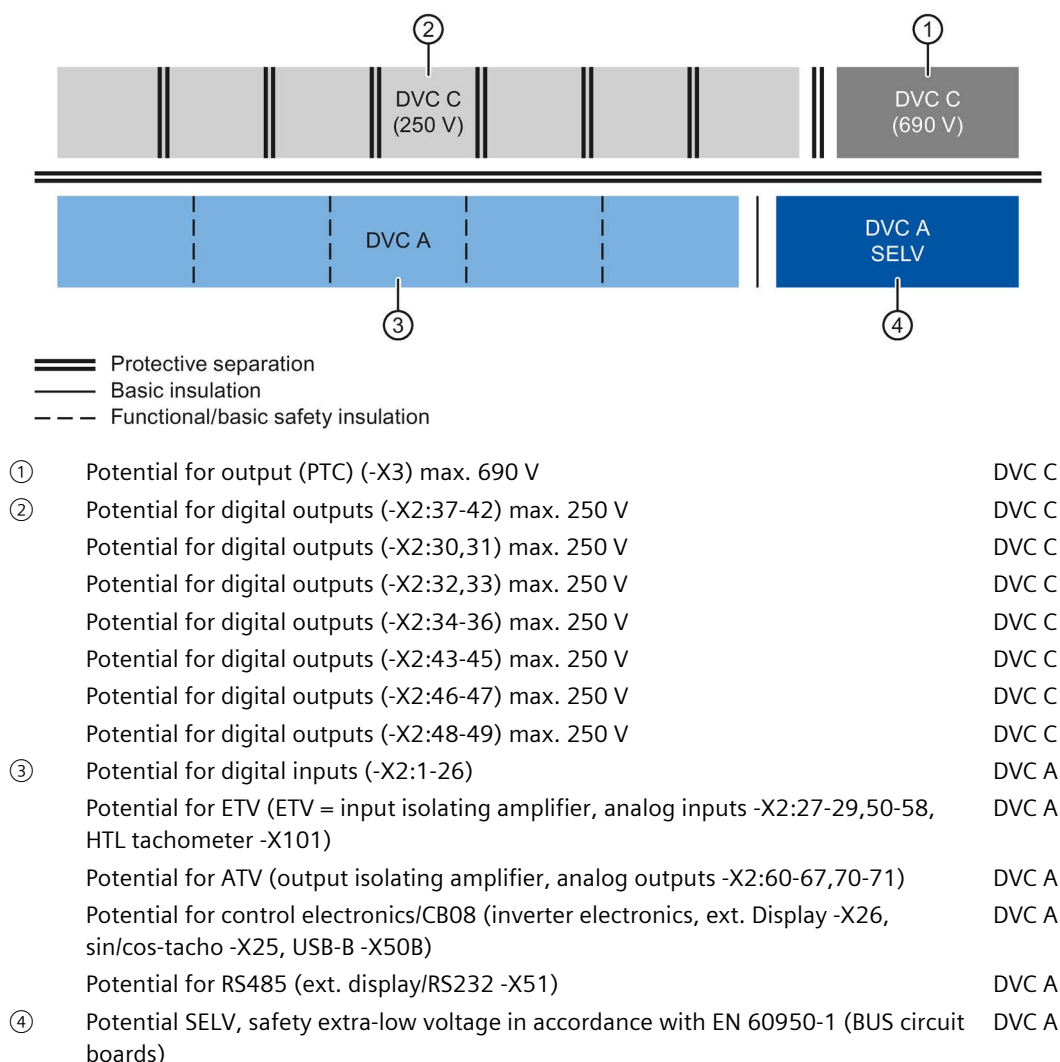 ② ①
DVC C
(250 V)
DVC C
(690 V)
DVC A
DVC A
SELV
③ ④
Protective separation
Basic insulation
Functional/basic safety insulation
① Potential for output (PTC) (-X3) max. 690 V DVC C
② Potential for digital outputs (-X2:37-42) max. 250 V DVC C
Potential for digital outputs (-X2:30,31) max. 250 V DVC C
Potential for digital outputs (-X2:32,33) max. 250 V DVC C
Potential for digital outputs (-X2:34-36) max. 250 V DVC C
Potential for digital outputs (-X2:43-45) max. 250 V DVC C
Potential for digital outputs (-X2:46-47) max. 250 V DVC C
Potential for digital outputs (-X2:48-49) max. 250 V DVC C
③ Potential for digital inputs (-X2:1-26) DVC A
Potential for ETV (ETV = input isolating amplifier, analog inputs -X2:27-29,50-58, DVC A
HTL tachometer -X101)
Potential for ATV (output isolating amplifier, analog outputs -X2:60-67,70-71) DVC A
Potential for control electronics/CB08 (inverter electronics, ext. Display -X26, DVC A
sin/cos-tacho -X25, USB-B -X50B)
Potential for RS485 (ext. display/RS232 -X51) DVC A
④ Potential SELV, safety extra-low voltage in accordance with EN 60950-1 (BUS circuit DVC A
boards)